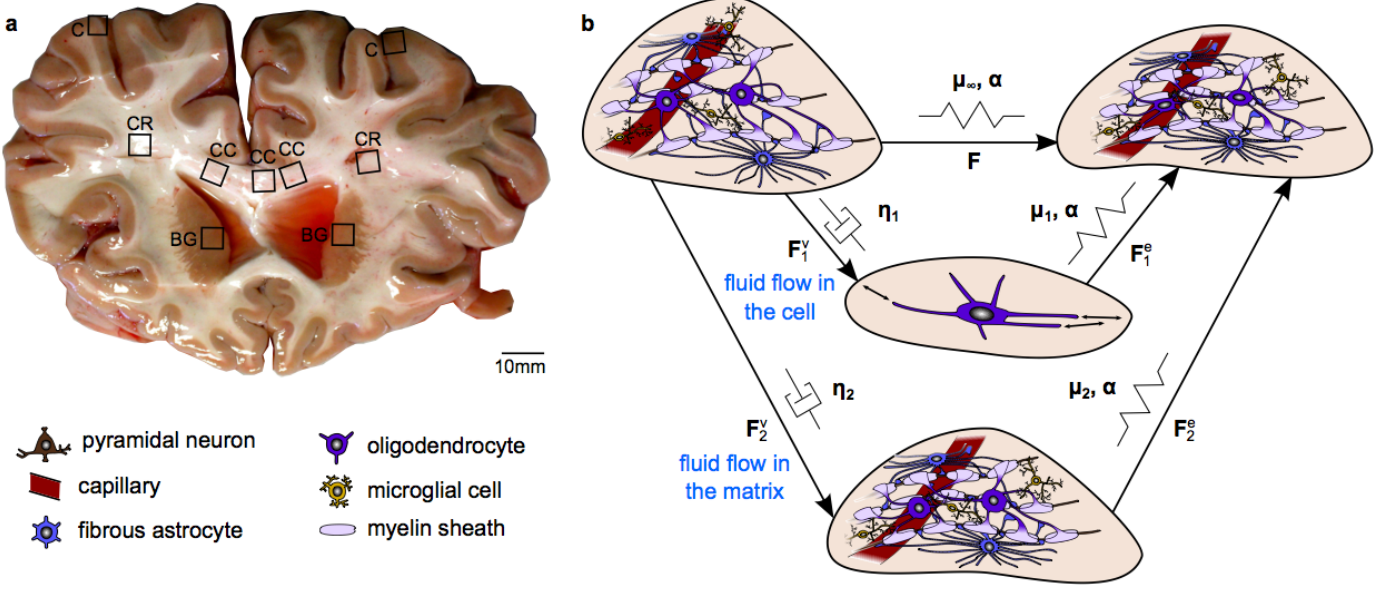 a
C
C
CR
CR
CC
CC
CC
BG
BG
10mm
pyramidal neuron
capillary
fibrous astrocyte
oligodendrocyte
microglial cell
myelin sheath
b
μ∞, α
F
η₁
F₁ᵛ
μ₁, α
F₁ᵉ
fluid flow in
the cell
η₂
F₂ᵛ
μ₂, α
F₂ᵉ
fluid flow in
the matrix